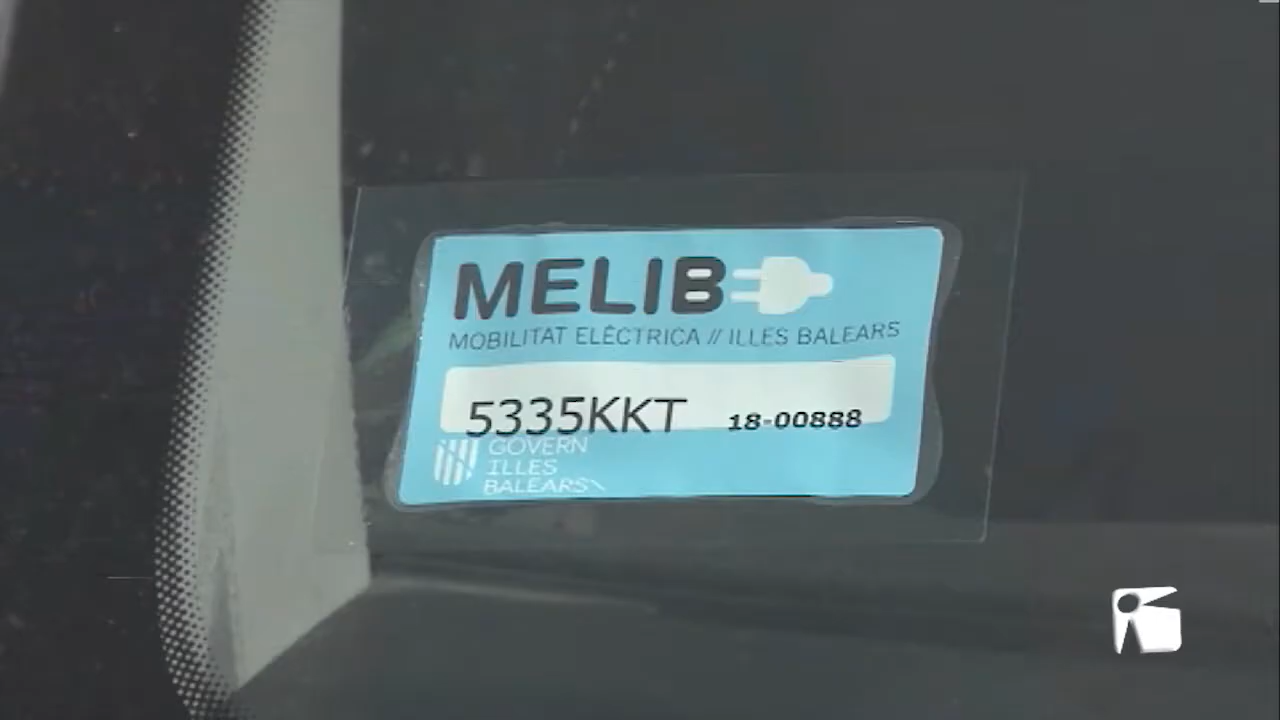 MELIB
MOBILITAT ELÈCTRICA // ILLES BALEARS
5335KKT 18-00888
GOVERN
ILLES
BALEARS